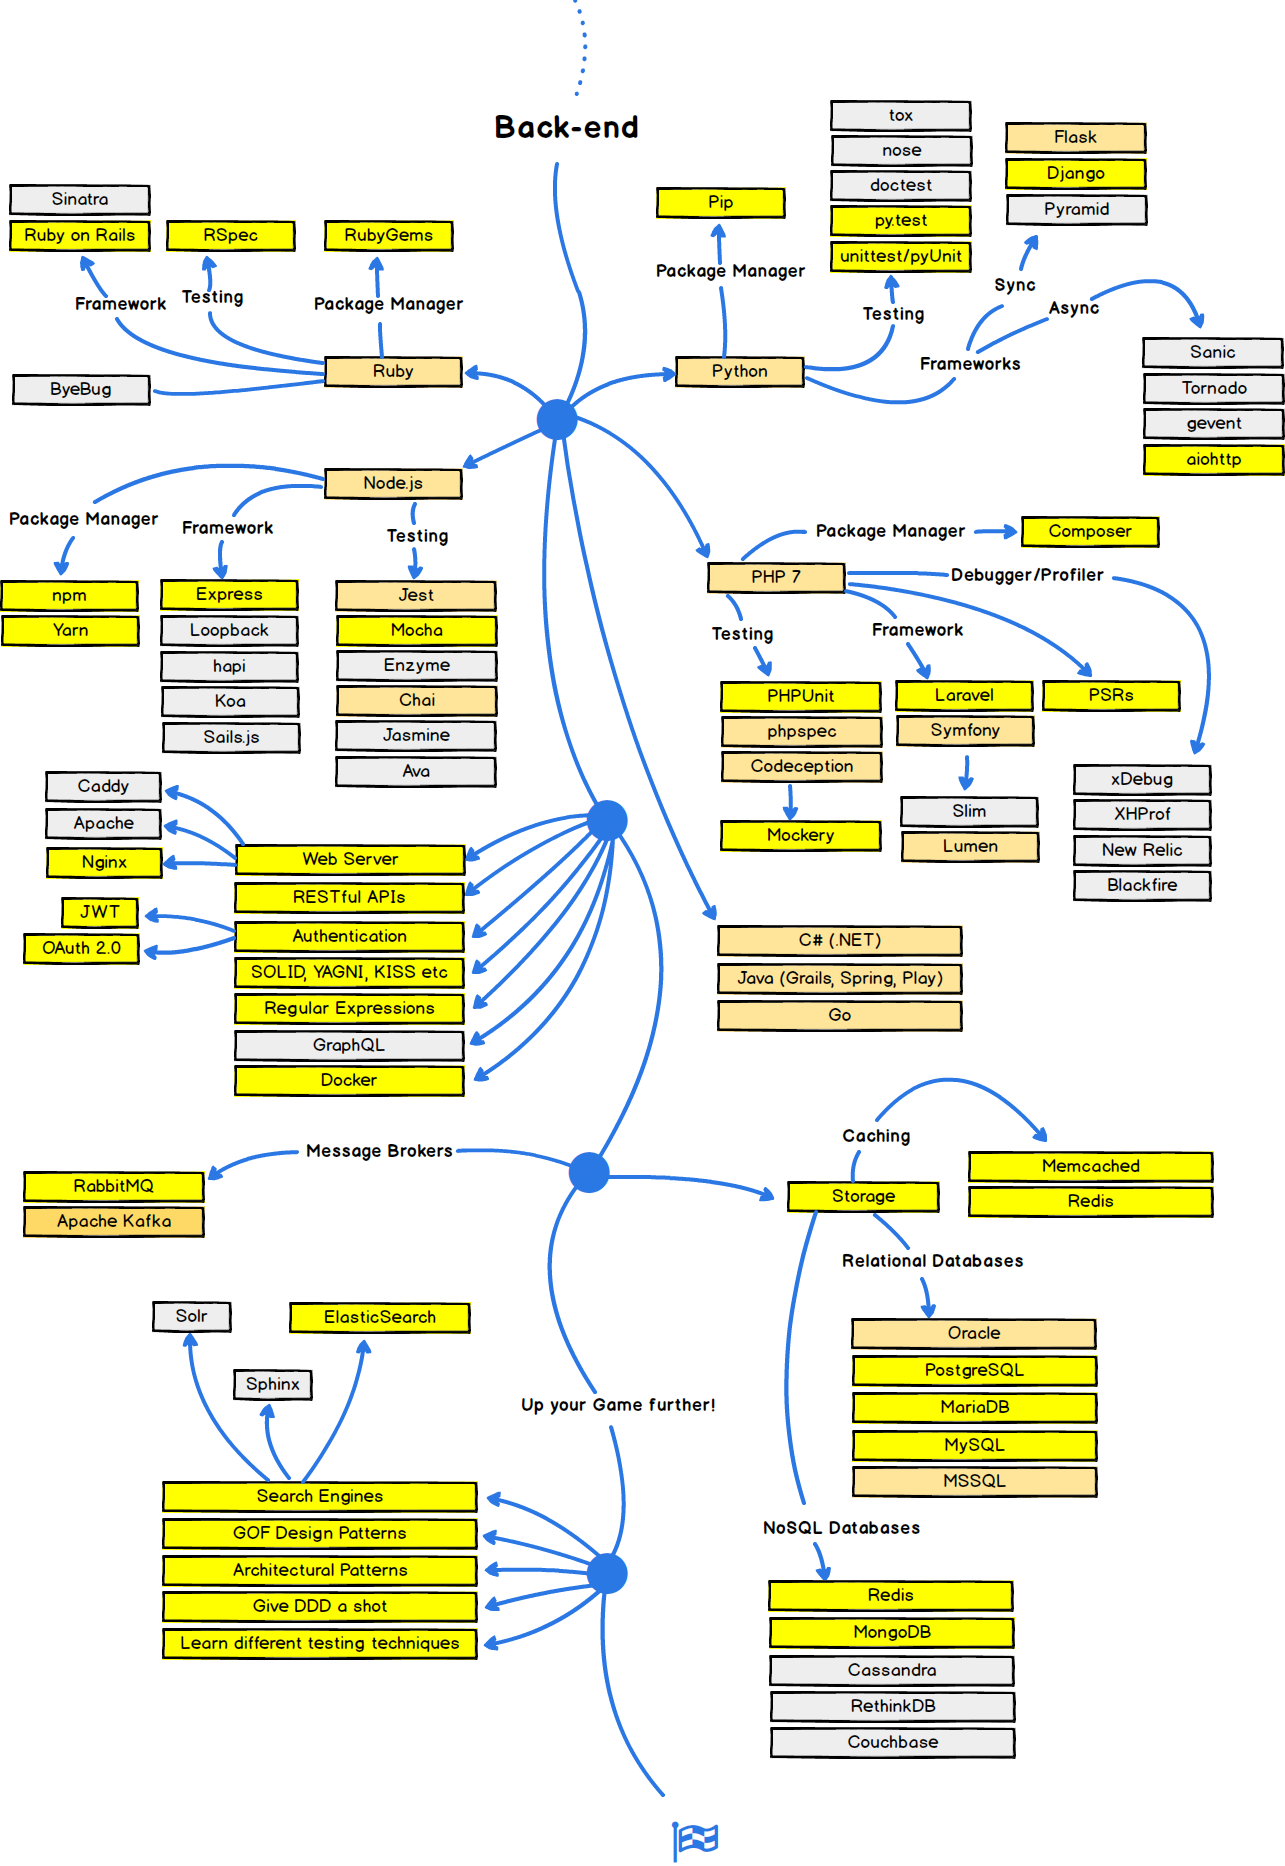 Back-end
Sinatra
Ruby on Rails
RSpec
RubyGems
Framework
Testing
Package Manager
Ruby
ByeBug
Pip
Package Manager
Python
tox
nose
doctest
py.test
unittest/pyUnit
Testing
Flask
Django
Pyramid
Sync
Async
Frameworks
Sanic
Tornado
gevent
aiohttp
Node.js
Package Manager
Framework
Testing
npm
Yarn
Express
Loopback
hapi
Koa
Sails.js
Jest
Mocha
Enzyme
Chai
Jasmine
Ava
PHP 7
Package Manager
Composer
Debugger/Profiler
Testing
Framework
PHPUnit
phpspec
Codeception
Mockery
Laravel
Symfony
Slim
Lumen
PSRs
xDebug
XHProf
New Relic
Blackfire
C# (.NET)
Java (Grails, Spring, Play)
Go
Caddy
Apache
Nginx
JWT
OAuth 2.0
Web Server
RESTful APIs
Authentication
SOLID, YAGNI, KISS etc
Regular Expressions
GraphQL
Docker
Message Brokers
RabbitMQ
Apache Kafka
Caching
Storage
Memcached
Redis
Relational Databases
Oracle
PostgreSQL
MariaDB
MySQL
MSSQL
NoSQL Databases
Redis
MongoDB
Cassandra
RethinkDB
Couchbase
Up your Game further!
Solr
ElasticSearch
Sphinx
Search Engines
GOF Design Patterns
Architectural Patterns
Give DDD a shot
Learn different testing techniques